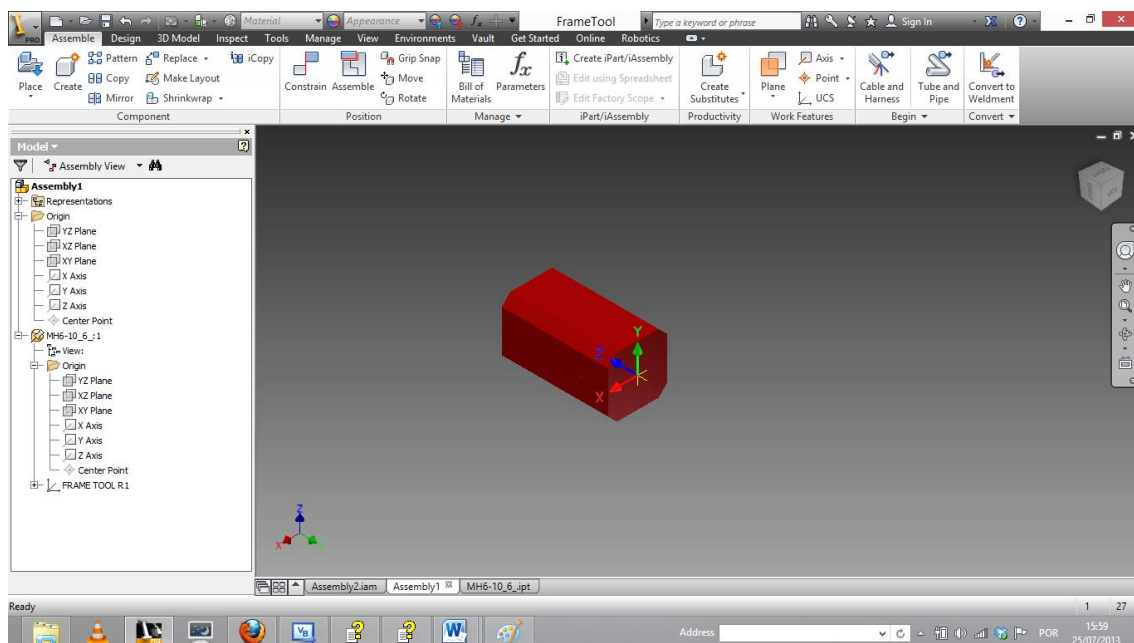 Material
Appearance
FrameTool
Type a keyword or phrase
Sign In
PRO
Assemble Design 3D Model Inspect Tools Manage View Environments Vault Get Started Online Robotics
Place
Create
Pattern
Copy
Mirror
Replace
Make Layout
Shrinkwrap
iCopy
Component
Constrain
Assemble
Grip Snap
Move
Rotate
Position
Bill of Materials
fx
Parameters
Manage
Create iPart/iAssembly
Edit using Spreadsheet
Edit Factory Scope
iPart/iAssembly
Create Substitutes
Productivity
Plane
Axis
Point
UCS
Work Features
Cable and Harness
Tube and Pipe
Begin
Convert to Weldment
Convert
Model
Assembly View
Assembly1
Representations
Origin
YZ Plane
XZ Plane
XY Plane
X Axis
Y Axis
Z Axis
Center Point
MH6-10_6_:1
View:
Origin
YZ Plane
XZ Plane
XY Plane
X Axis
Y Axis
Z Axis
Center Point
FRAME TOOL R1
Y
Z
X
Z
X
Assembly2.iam
Assembly1
MH6-10_6_.ipt
Ready
1 27
Address
POR
15:59
25/07/2013